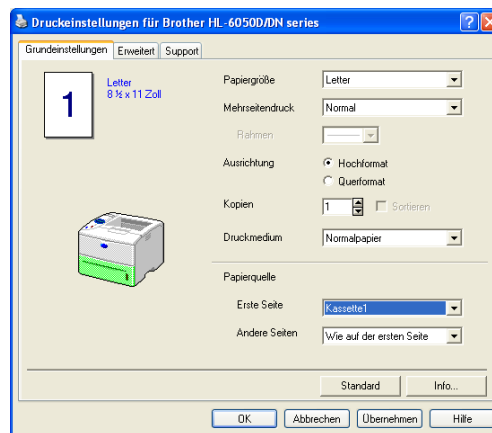 Druckeinstellungen für Brother HL-6050D/DN series
Grundeinstellungen Erweitert Support
1
Letter
8 ½ x 11 Zoll
Papiergröße Letter
Mehrseitendruck Normal
Rahmen
Ausrichtung Hochformat
Querformat
Kopien 1 Sortieren
Druckmedium Normalpapier
Papierquelle
Erste Seite Kassette1
Andere Seiten Wie auf der ersten Seite
Standard Info...
OK Abbrechen Übernehmen Hilfe